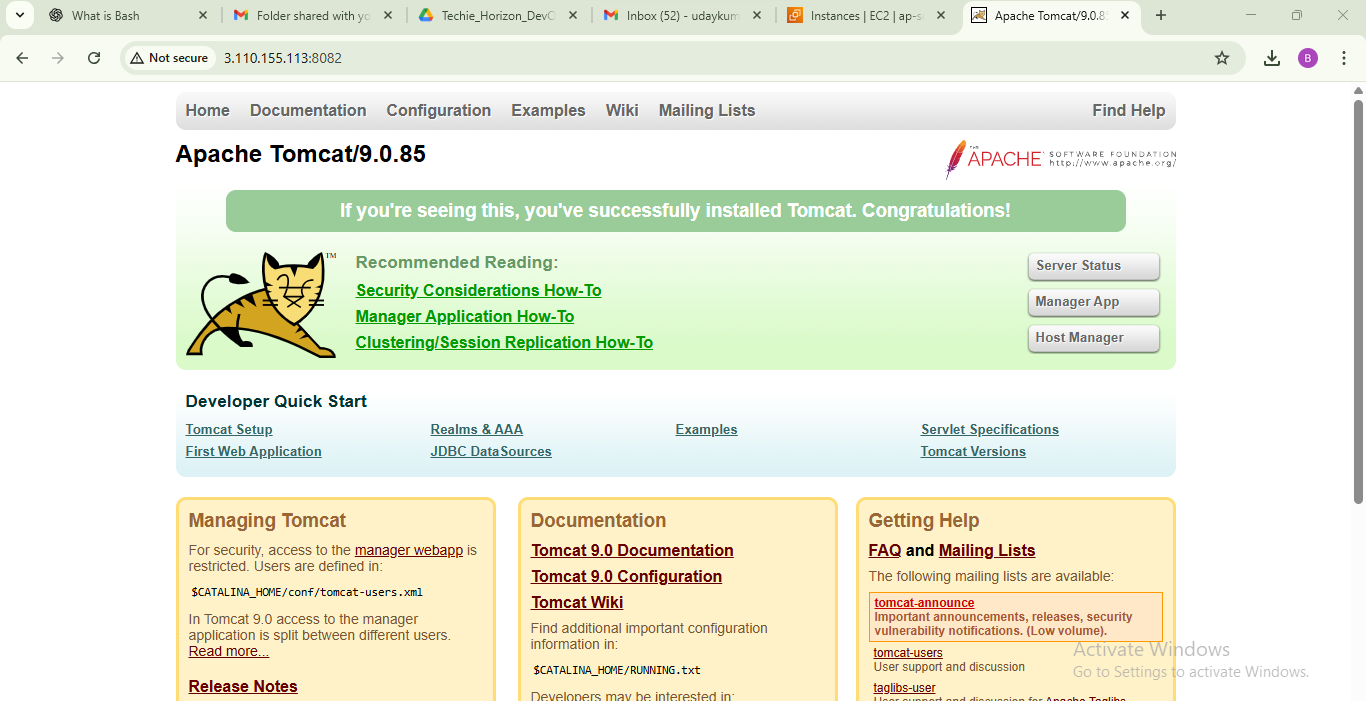 What is Bash
Folder shared with yo
Techie_Horizon_DevO
Inbox (52) - udaykum
Instances | EC2 | ap-s
Apache Tomcat/9.0.85
Not secure
3.110.155.113:8082
B
Home Documentation Configuration Examples Wiki Mailing Lists Find Help
Apache Tomcat/9.0.85
THE APACHE SOFTWARE FOUNDATION
http://www.apache.org/
If you're seeing this, you've successfully installed Tomcat. Congratulations!
TM
Recommended Reading:
Security Considerations How-To
Manager Application How-To
Clustering/Session Replication How-To
Server Status
Manager App
Host Manager
Developer Quick Start
Tomcat Setup
First Web Application
Realms & AAA
JDBC DataSources
Examples
Servlet Specifications
Tomcat Versions
Managing Tomcat
For security, access to the manager webapp is
restricted. Users are defined in:
$CATALINA_HOME/conf/tomcat-users.xml
In Tomcat 9.0 access to the manager
application is split between different users.
Read more...
Release Notes
Documentation
Tomcat 9.0 Documentation
Tomcat 9.0 Configuration
Tomcat Wiki
Find additional important configuration
information in:
$CATALINA_HOME/RUNNING.txt
Developers may be interested in:
Getting Help
FAQ and Mailing Lists
The following mailing lists are available:
tomcat-announce
Important announcements, releases, security
vulnerability notifications. (Low volume).
tomcat-users
User support and discussion
taglibs-user
User support and discussion for Apache Taglibs
Activate Windows
Go to Settings to activate Windows.